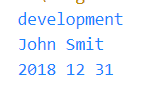 development
John Smit
2018 12 31